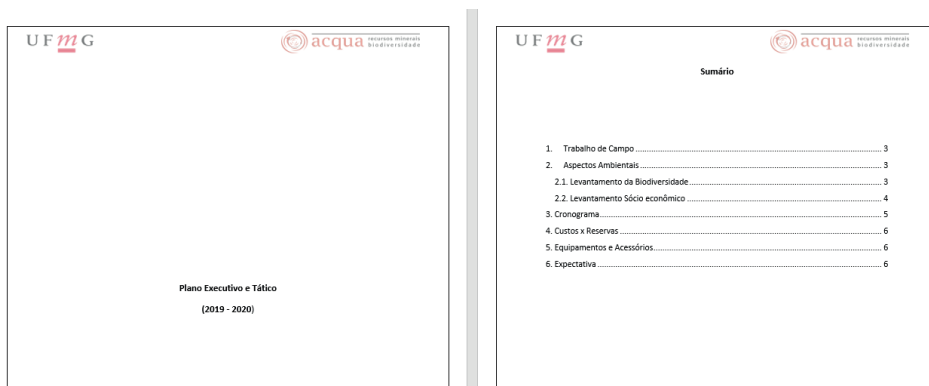 UFmG
acqua recursos minerais biodiversidade
Plano Executivo e Tático
(2019 - 2020)
UFmG
acqua recursos minerais biodiversidade
Sumário
1. Trabalho de Campo ........ 3
2. Aspectos Ambientais ........ 3
2.1. Levantamento da Biodiversidade ........ 3
2.2. Levantamento Sócio econômico ........ 4
3. Cronograma ........ 5
4. Custos x Reservas ........ 6
5. Equipamentos e Acessórios ........ 6
6. Expectativa ........ 6